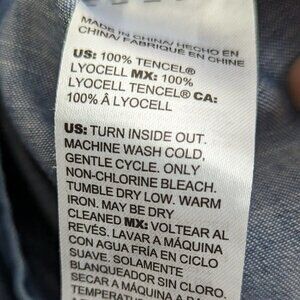 MADE IN CHINA/ HECHO EN
CHINA/ FABRIQUÉ EN CHINE
US: 100% TENCEL®
LYOCELL MX: 100%
LYOCELL TENCEL® CA:
100% Â LYOCELL
US: TURN INSIDE OUT.
MACHINE WASH COLD,
GENTLE CYCLE. ONLY
NON-CHLORINE BLEACH.
TUMBLE DRY LOW. WARM
IRON. MAY BE DRY
CLEANED MX: VOLTEAR AL
REVÉS. LAVAR A MÁQUINA
CON AGUA FRÍA EN CICLO
SUAVE. SOLAMENTE
BLANQUEADOR SIN CLORO.
SECAR A MÁQUINA A BAJA